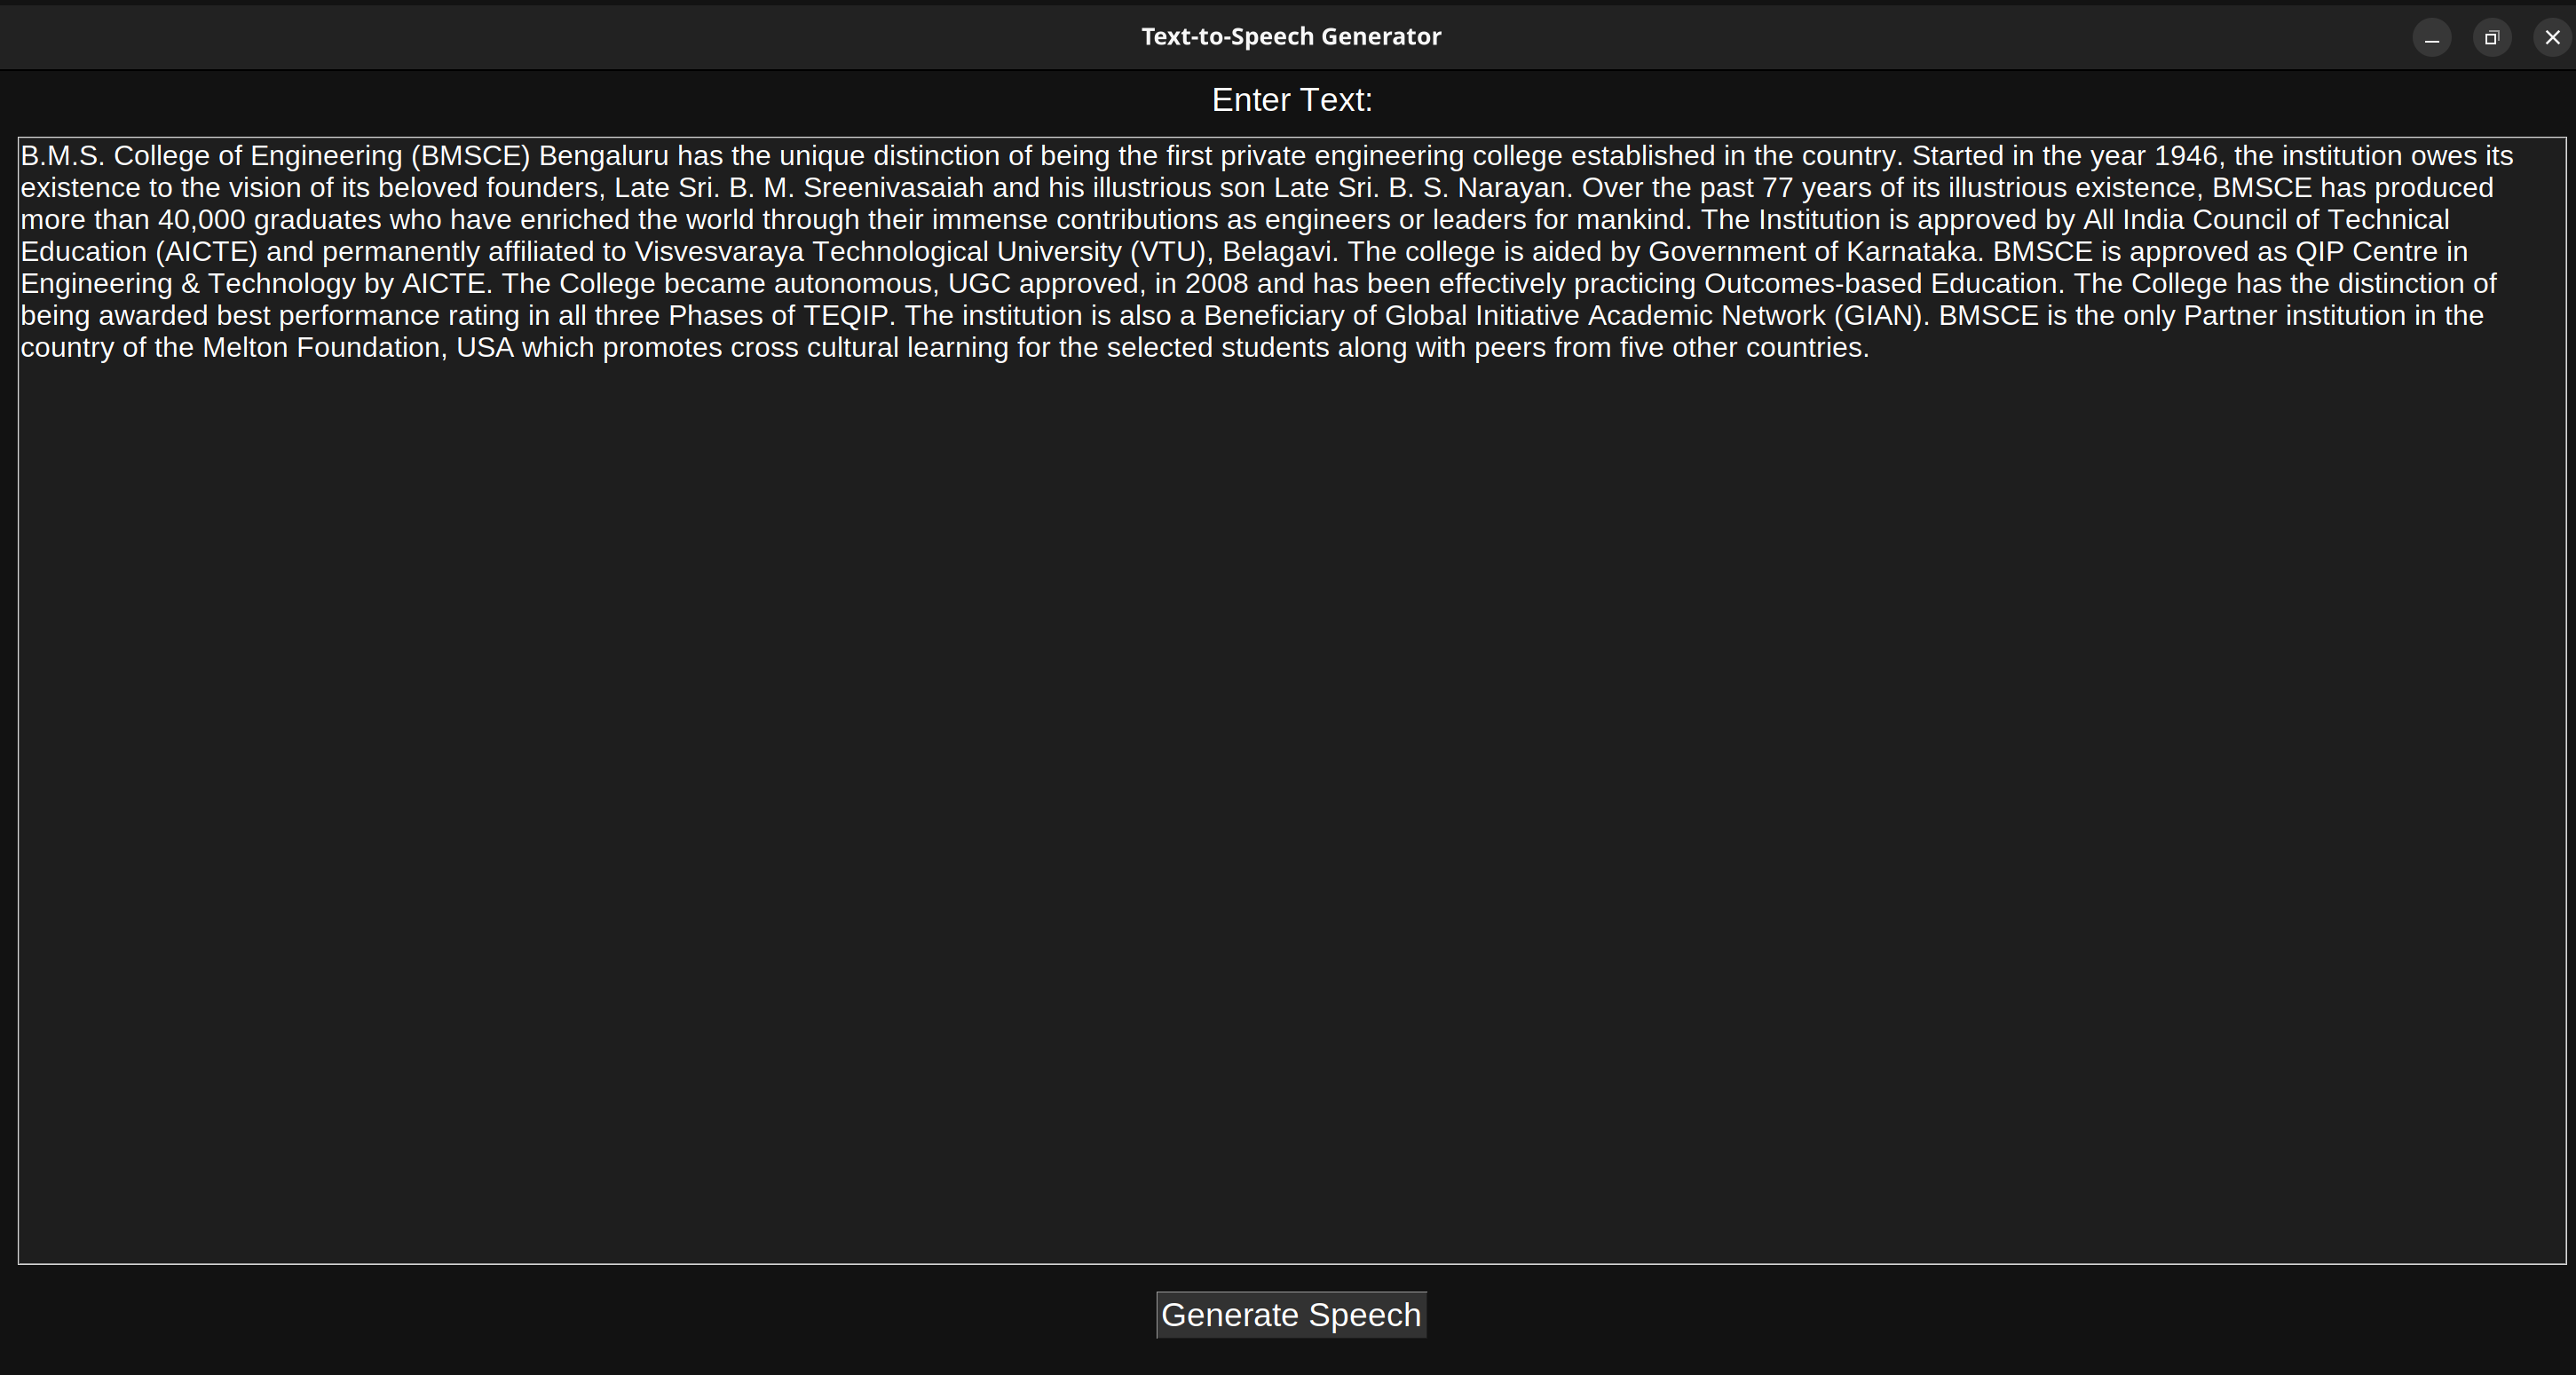 Text-to-Speech Generator
Enter Text:
B.M.S. College of Engineering (BMSCE) Bengaluru has the unique distinction of being the first private engineering college established in the country. Started in the year 1946, the institution owes its
existence to the vision of its beloved founders, Late Sri. B. M. Sreenivasaiah and his illustrious son Late Sri. B. S. Narayan. Over the past 77 years of its illustrious existence, BMSCE has produced
more than 40,000 graduates who have enriched the world through their immense contributions as engineers or leaders for mankind. The Institution is approved by All India Council of Technical
Education (AICTE) and permanently affiliated to Visvesvaraya Technological University (VTU), Belagavi. The college is aided by Government of Karnataka. BMSCE is approved as QIP Centre in
Engineering & Technology by AICTE. The College became autonomous, UGC approved, in 2008 and has been effectively practicing Outcomes-based Education. The College has the distinction of
being awarded best performance rating in all three Phases of TEQIP. The institution is also a Beneficiary of Global Initiative Academic Network (GIAN). BMSCE is the only Partner institution in the
country of the Melton Foundation, USA which promotes cross cultural learning for the selected students along with peers from five other countries.
Generate Speech